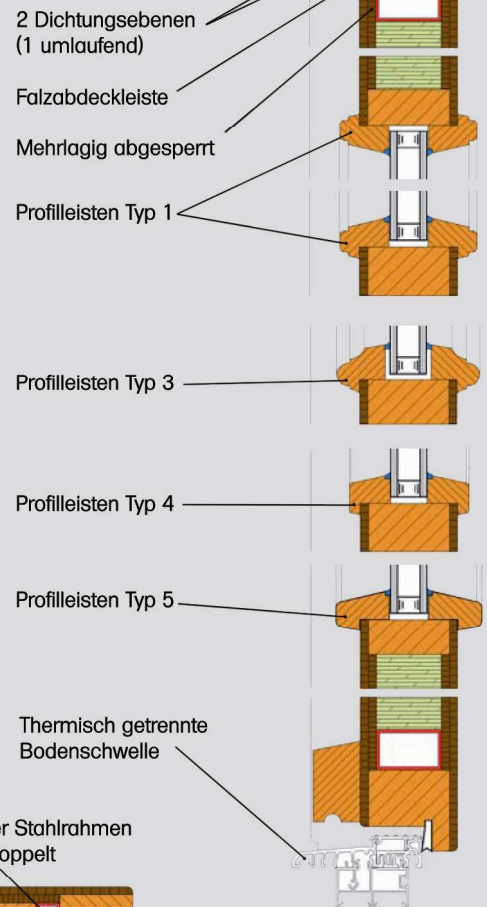 2 Dichtungsebenen
(1 umlaufend)
Falzabdeckleiste
Mehrlagig abgesperrt
Profilleisten Typ 1
Profilleisten Typ 3
Profilleisten Typ 4
Profilleisten Typ 5
Thermisch getrennte
Bodenschwelle
Stahlrahmen